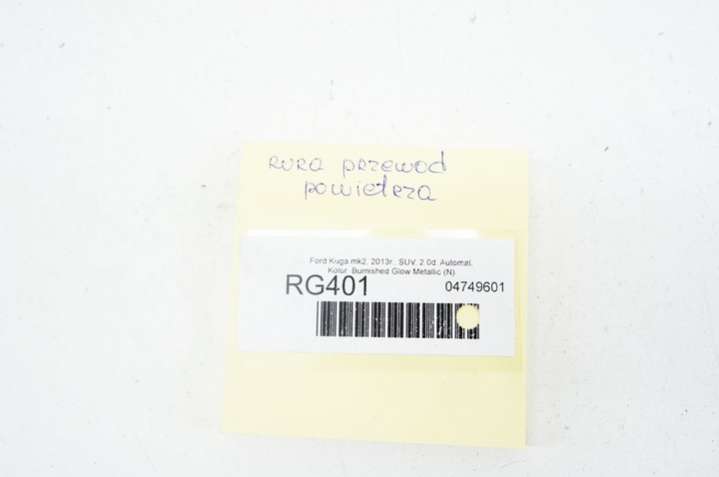 RURA PRZEWOD
POWIETRZA
Ford Kuga mk2, 2013r., SUV, 2.0d, Automat,
Kolor: Burnished Glow Metallic (N)
RG401
04749601